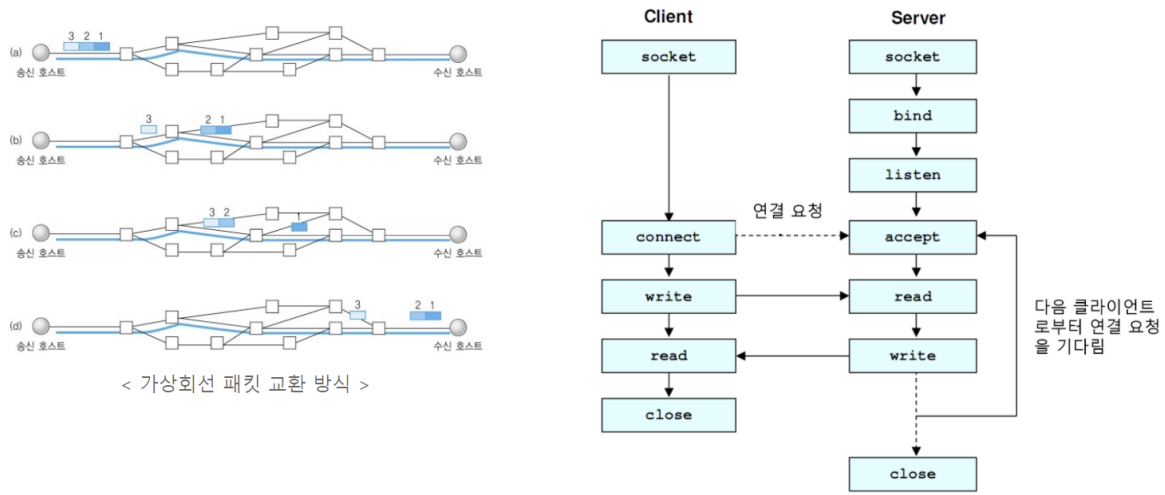 (a)
3 2 1
송신 호스트
수신 호스트
(b)
3
2 1
송신 호스트
수신 호스트
(c)
3 2
1
송신 호스트
수신 호스트
(d)
3
2 1
송신 호스트
수신 호스트
< 가상회선 패킷 교환 방식 >
Client
Server
socket
socket
bind
listen
연결 요청
connect
accept
write
read
다음 클라이언트
로부터 연결 요청
을 기다림
read
write
close
close